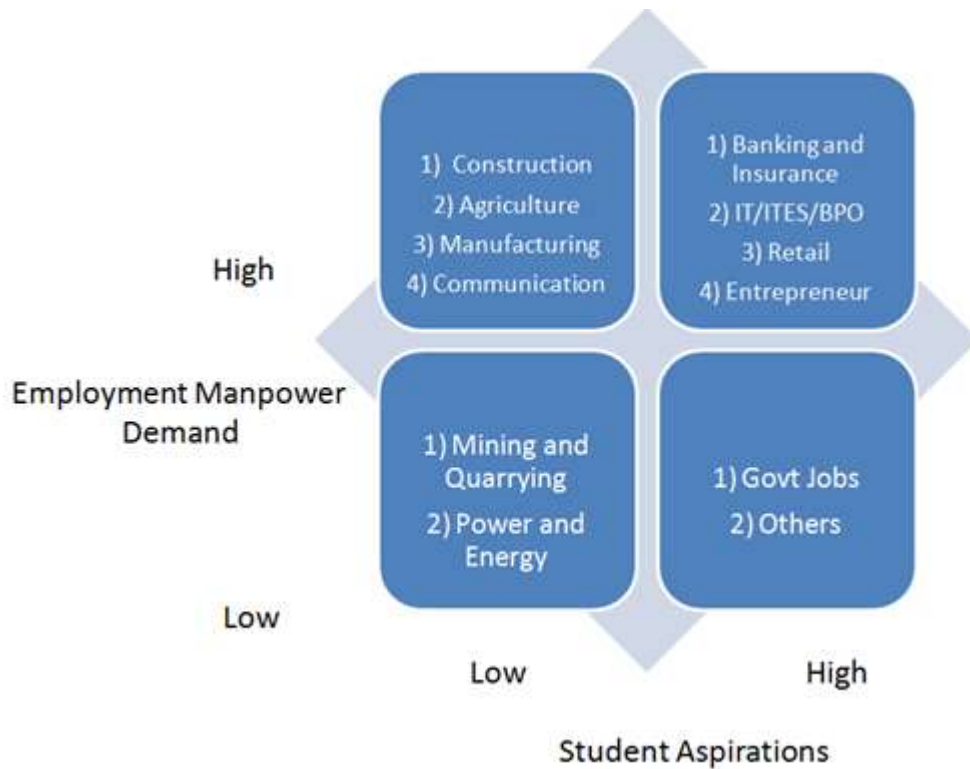 1) Construction
2) Agriculture
3) Manufacturing
4) Communication
1) Banking and
Insurance
2) IT/ITES/BPO
3) Retail
4) Entrepreneur
High
Employment Manpower
Demand
1) Mining and
Quarrying
2) Power and
Energy
1) Govt Jobs
2) Others
Low
Low
High
Student Aspirations